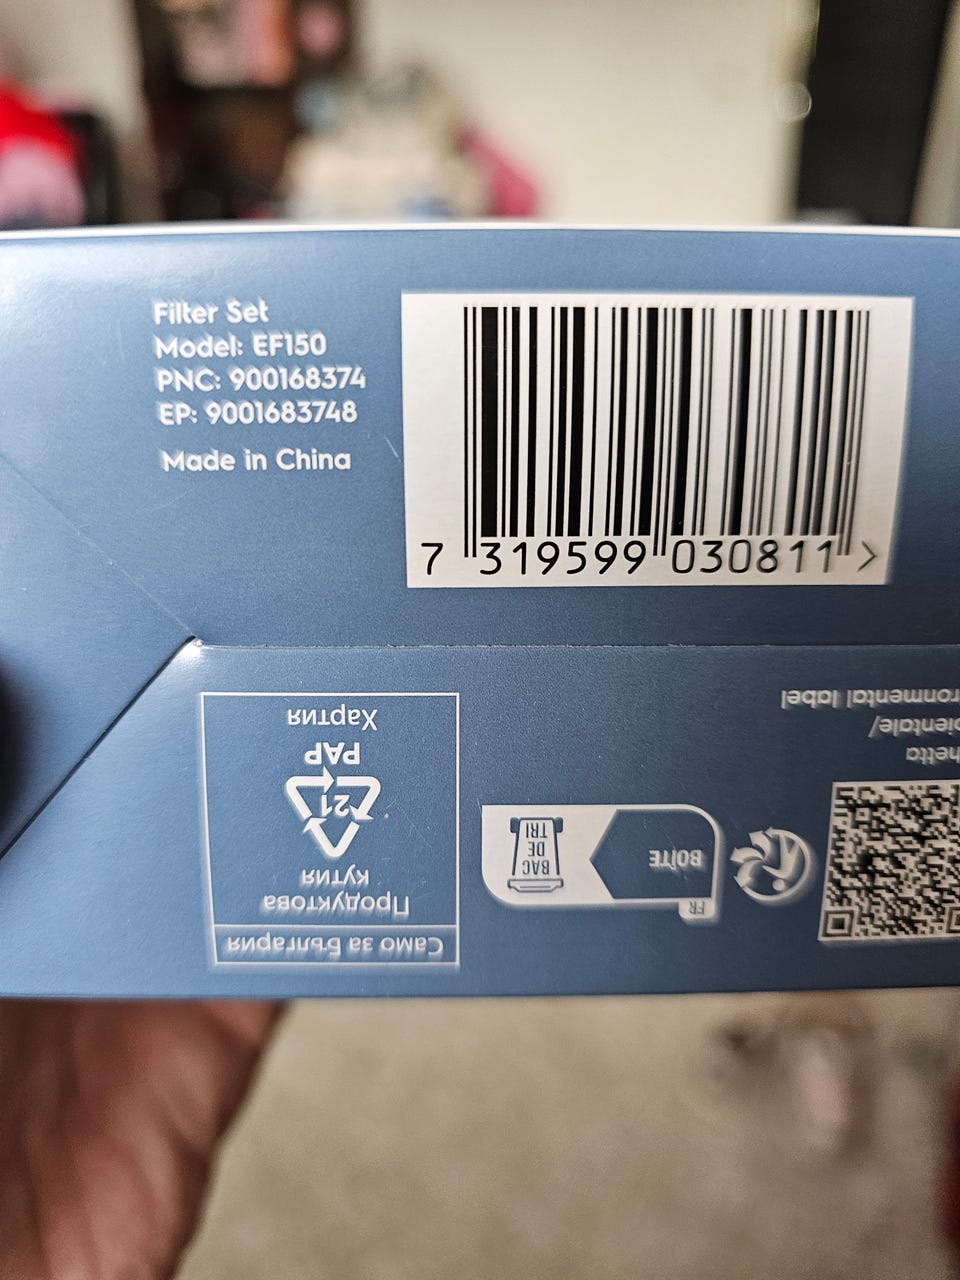 Filter Set
Model: EF150
PNC: 900168374
EP: 9001683748
Made in China
7 319599 030811 >
Само за България
Продуктова
кутия
21
PAP
Хартия
FR
BOÎTE
BAC
DE
TRI